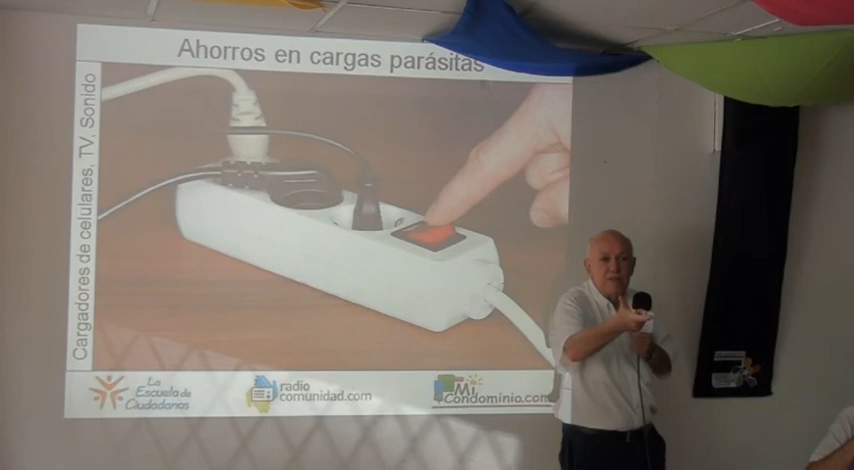 Ahorros en cargas parásitas
Cargadores de celulares, TV, Sonido
La
Escuela de
Ciudadanos
radio
comunidad.com
Mi
Condominio.com